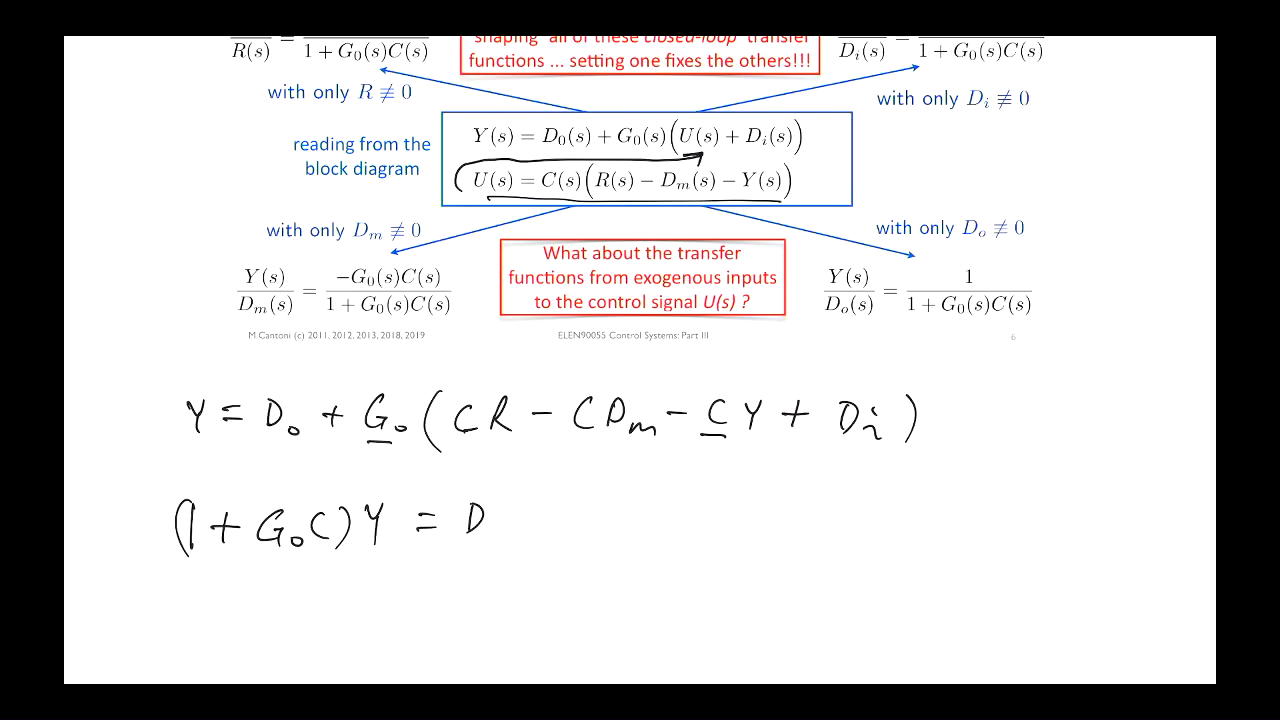 R(s) = 1 + G₀(s)C(s)
shaping all of these closed-loop transfer
functions ... setting one fixes the others!!!
Dᵢ(s) = 1 + G₀(s)C(s)
with only R ≢ 0
with only Dᵢ ≢ 0
reading from the
block diagram
Y(s) = D₀(s) + G₀(s)(U(s) + Dᵢ(s))
U(s) = C(s)(R(s) − Dₘ(s) − Y(s))
with only Dₘ ≢ 0
with only Dₒ ≢ 0
Y(s)/Dₘ(s) = −G₀(s)C(s)/1 + G₀(s)C(s)
What about the transfer
functions from exogenous inputs
to the control signal U(s) ?
Y(s)/Dₒ(s) = 1/1 + G₀(s)C(s)
M Cantoni (c) 2011, 2012, 2013, 2018, 2019
ELEN90055 Control Systems: Part III
6
Y = Dₒ + Gₒ(CR − CDₘ − CY + Dᵢ)
(1 + GₒC)Y = D